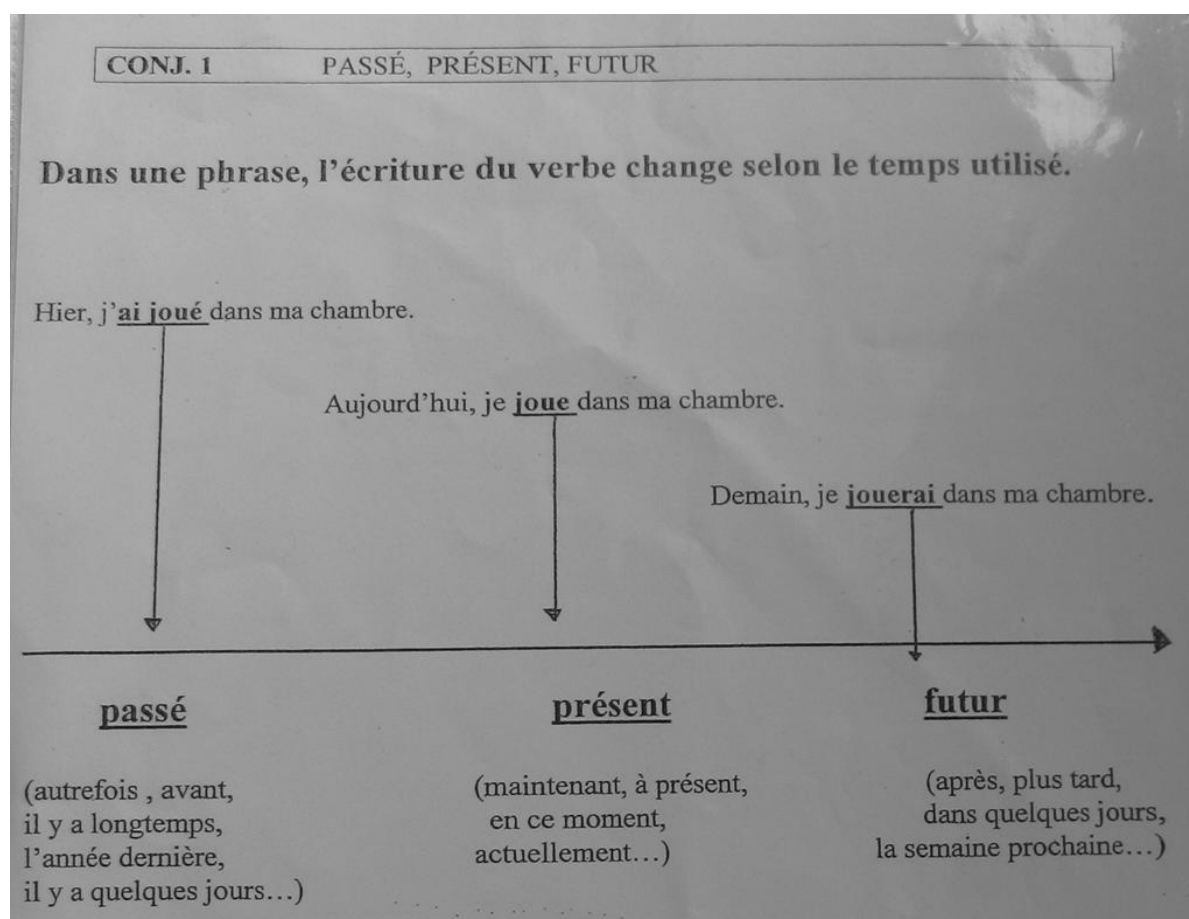 CONJ. 1 PASSÉ, PRÉSENT, FUTUR
Dans une phrase, l'écriture du verbe change selon le temps utilisé.
Hier, j'ai joué dans ma chambre.
Aujourd'hui, je joue dans ma chambre.
Demain, je jouerai dans ma chambre.
passé
(autrefois , avant,
il y a longtemps,
l'année dernière,
il y a quelques jours…)
présent
(maintenant, à présent,
en ce moment,
actuellement…)
futur
(après, plus tard,
dans quelques jours,
la semaine prochaine…)